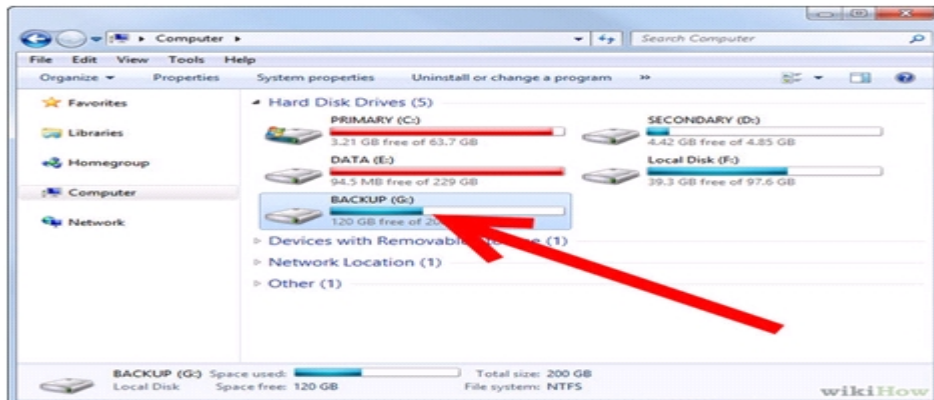 Computer
Search Computer
File Edit View Tools Help
Organize Properties System properties Uninstall or change a program »
Favorites
Libraries
Homegroup
Computer
Network
Hard Disk Drives (5)
PRIMARY (C:)
3.21 GB free of 63.7 GB
SECONDARY (D:)
4.42 GB free of 4.85 GB
DATA (E:)
94.5 MB free of 229 GB
Local Disk (F:)
39.3 GB free of 97.6 GB
BACKUP (G:)
120 GB free of
Devices with (1)
Network Location (1)
Other (1)
BACKUP (G:) Space used: Total size: 200 GB
Local Disk Space free: 120 GB File system: NTFS
wikiHow